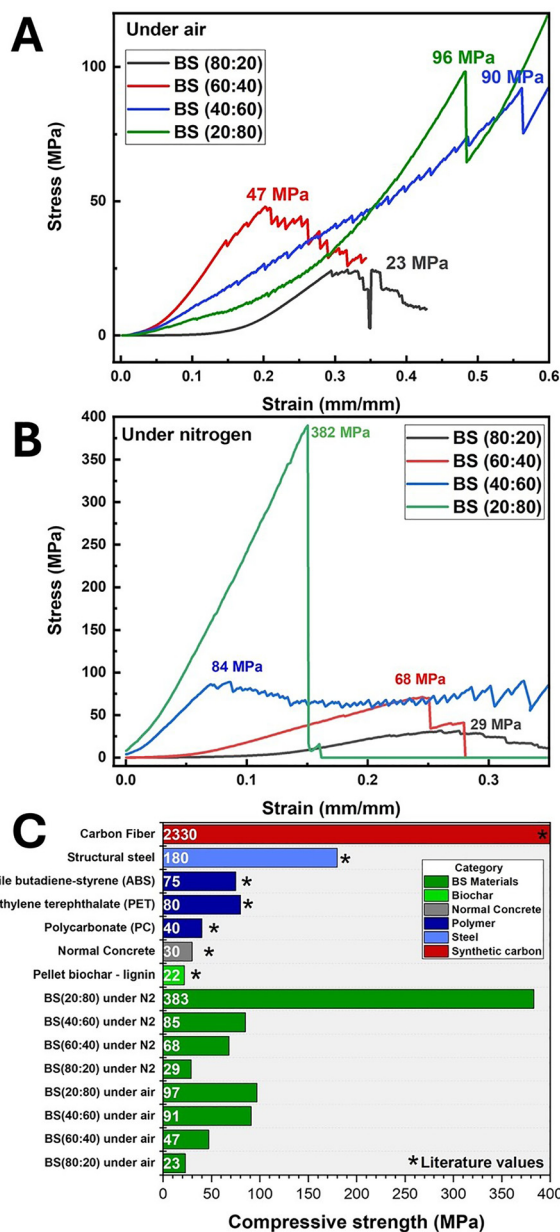 A
Under air
BS (80:20)
BS (60:40)
BS (40:60)
BS (20:80)
96 MPa
90 MPa
47 MPa
23 MPa
Stress (MPa)
100
50
0
0.0 0.1 0.2 0.3 0.4 0.5 0.6
Strain (mm/mm)
B
Under nitrogen
382 MPa
BS (80:20)
BS (60:40)
BS (40:60)
BS (20:80)
84 MPa
68 MPa
29 MPa
Stress (MPa)
400
350
300
250
200
150
100
50
0
0.0 0.1 0.2 0.3
Strain (mm/mm)
C
Carbon Fiber 2330 *
Structural steel 180 *
ile butadiene-styrene (ABS) 75 *
ethylene terephthalate (PET) 80 *
Polycarbonate (PC) 40 *
Normal Concrete 30 *
Pellet biochar - lignin 22 *
BS(20:80) under N2 383
BS(40:60) under N2 85
BS(60:40) under N2 68
BS(80:20) under N2 29
BS(20:80) under air 97
BS(40:60) under air 91
BS(60:40) under air 47
BS(80:20) under air 23
Category
BS Materials
Biochar
Normal Concrete
Polymer
Steel
Synthetic carbon
*Literature values
0 50 100 150 200 250 300 350 400
Compressive strength (MPa)